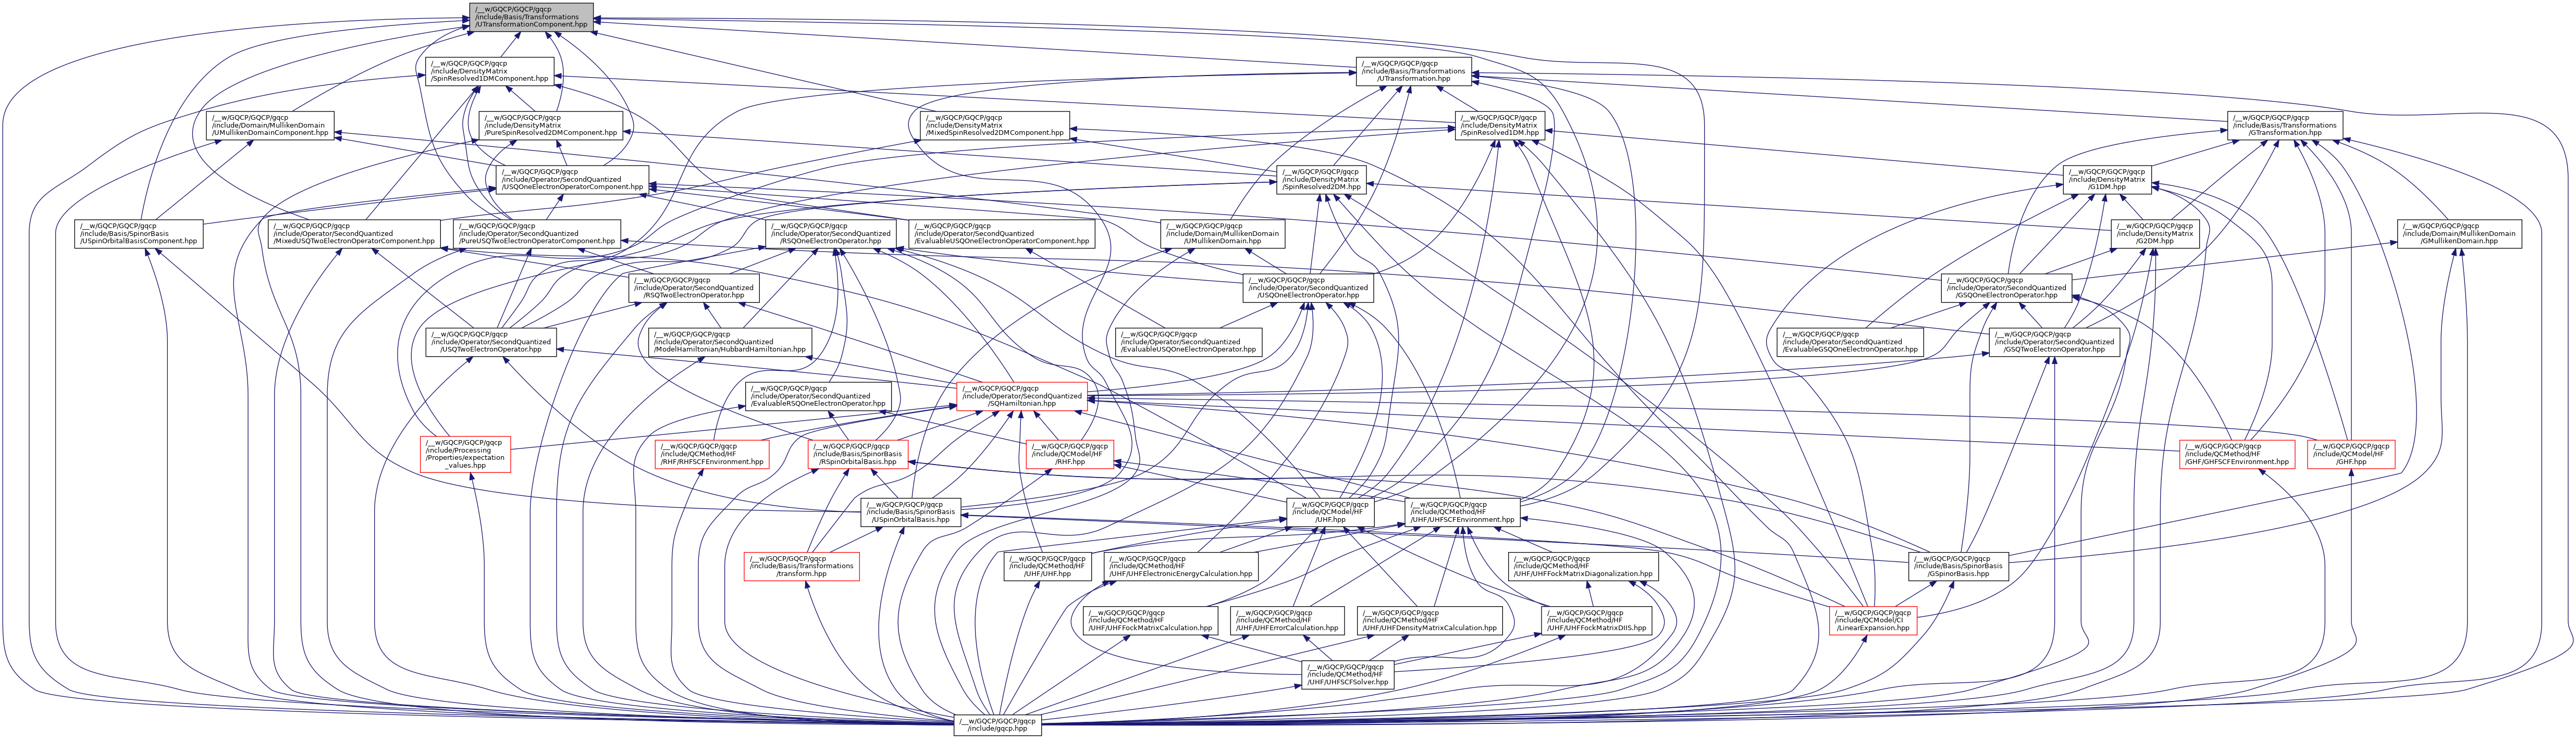 /__w/GQCP/GQCP/gqcp
/include/Basis/Transformations
/UTransformationComponent.hpp
/__w/GQCP/GQCP/gqcp
/include/DensityMatrix
/SpinResolved1DMComponent.hpp
/__w/GQCP/GQCP/gqcp
/include/Basis/Transformations
/UTransformation.hpp
/__w/GQCP/GQCP/gqcp
/include/Domain/MullikenDomain
/UMullikenDomainComponent.hpp
/__w/GQCP/GQCP/gqcp
/include/DensityMatrix
/PureSpinResolved2DMComponent.hpp
/__w/GQCP/GQCP/gqcp
/include/DensityMatrix
/MixedSpinResolved2DMComponent.hpp
/__w/GQCP/GQCP/gqcp
/include/DensityMatrix
/SpinResolved1DM.hpp
/__w/GQCP/GQCP/gqcp
/include/Basis/Transformations
/GTransformation.hpp
/__w/GQCP/GQCP/gqcp
/include/Operator/SecondQuantized
/USQOneElectronOperatorComponent.hpp
/__w/GQCP/GQCP/gqcp
/include/DensityMatrix
/SpinResolved2DM.hpp
/__w/GQCP/GQCP/gqcp
/include/DensityMatrix
/G1DM.hpp
/__w/GQCP/GQCP/gqcp
/include/Basis/SpinorBasis
/USpinOrbitalBasisComponent.hpp
/__w/GQCP/GQCP/gqcp
/include/Operator/SecondQuantized
/MixedUSQTwoElectronOperatorComponent.hpp
/__w/GQCP/GQCP/gqcp
/include/Operator/SecondQuantized
/PureUSQTwoElectronOperatorComponent.hpp
/__w/GQCP/GQCP/gqcp
/include/Operator/SecondQuantized
/RSQOneElectronOperator.hpp
/__w/GQCP/GQCP/gqcp
/include/Operator/SecondQuantized
/EvaluableUSQOneElectronOperatorComponent.hpp
/__w/GQCP/GQCP/gqcp
/include/Domain/MullikenDomain
/UMullikenDomain.hpp
/__w/GQCP/GQCP/gqcp
/include/DensityMatrix
/G2DM.hpp
/__w/GQCP/GQCP/gqcp
/include/Domain/MullikenDomain
/GMullikenDomain.hpp
/__w/GQCP/GQCP/gqcp
/include/Operator/SecondQuantized
/RSQTwoElectronOperator.hpp
/__w/GQCP/GQCP/gqcp
/include/Operator/SecondQuantized
/USQOneElectronOperator.hpp
/__w/GQCP/GQCP/gqcp
/include/Operator/SecondQuantized
/GSQOneElectronOperator.hpp
/__w/GQCP/GQCP/gqcp
/include/Operator/SecondQuantized
/USQTwoElectronOperator.hpp
/__w/GQCP/GQCP/gqcp
/include/Operator/SecondQuantized
/ModelHamiltonian/HubbardHamiltonian.hpp
/__w/GQCP/GQCP/gqcp
/include/Operator/SecondQuantized
/EvaluableUSQOneElectronOperator.hpp
/__w/GQCP/GQCP/gqcp
/include/Operator/SecondQuantized
/EvaluableGSQOneElectronOperator.hpp
/__w/GQCP/GQCP/gqcp
/include/Operator/SecondQuantized
/GSQTwoElectronOperator.hpp
/__w/GQCP/GQCP/gqcp
/include/Operator/SecondQuantized
/EvaluableRSQOneElectronOperator.hpp
/__w/GQCP/GQCP/gqcp
/include/Operator/SecondQuantized
/SQHamiltonian.hpp
/__w/GQCP/GQCP/gqcp
/include/Processing
/Properties/expectation
_values.hpp
/__w/GQCP/GQCP/gqcp
/include/QCMethod/HF
/RHF/RHFSCFEnvironment.hpp
/__w/GQCP/GQCP/gqcp
/include/Basis/SpinorBasis
/RSpinOrbitalBasis.hpp
/__w/GQCP/GQCP/gqcp
/include/QCModel/HF
/RHF.hpp
/__w/GQCP/GQCP/gqcp
/include/QCMethod/HF
/GHF/GHFSCFEnvironment.hpp
/__w/GQCP/GQCP/gqcp
/include/QCModel/HF
/GHF.hpp
/__w/GQCP/GQCP/gqcp
/include/Basis/SpinorBasis
/USpinOrbitalBasis.hpp
/__w/GQCP/GQCP/gqcp
/include/QCModel/HF
/UHF.hpp
/__w/GQCP/GQCP/gqcp
/include/QCMethod/HF
/UHF/UHFSCFEnvironment.hpp
/__w/GQCP/GQCP/gqcp
/include/Basis/Transformations
/transform.hpp
/__w/GQCP/GQCP/gqcp
/include/QCMethod/HF
/UHF/UHF.hpp
/__w/GQCP/GQCP/gqcp
/include/QCMethod/HF
/UHF/UHFElectronicEnergyCalculation.hpp
/__w/GQCP/GQCP/gqcp
/include/QCMethod/HF
/UHF/UHFFockMatrixDiagonalization.hpp
/__w/GQCP/GQCP/gqcp
/include/Basis/SpinorBasis
/GSpinorBasis.hpp
/__w/GQCP/GQCP/gqcp
/include/QCMethod/HF
/UHF/UHFFockMatrixCalculation.hpp
/__w/GQCP/GQCP/gqcp
/include/QCMethod/HF
/UHF/UHFErrorCalculation.hpp
/__w/GQCP/GQCP/gqcp
/include/QCMethod/HF
/UHF/UHFDensityMatrixCalculation.hpp
/__w/GQCP/GQCP/gqcp
/include/QCMethod/HF
/UHF/UHFFockMatrixDIIS.hpp
/__w/GQCP/GQCP/gqcp
/include/QCModel/CI
/LinearExpansion.hpp
/__w/GQCP/GQCP/gqcp
/include/QCMethod/HF
/UHF/UHFSCFSolver.hpp
/__w/GQCP/GQCP/gqcp
/include/gqcp.hpp